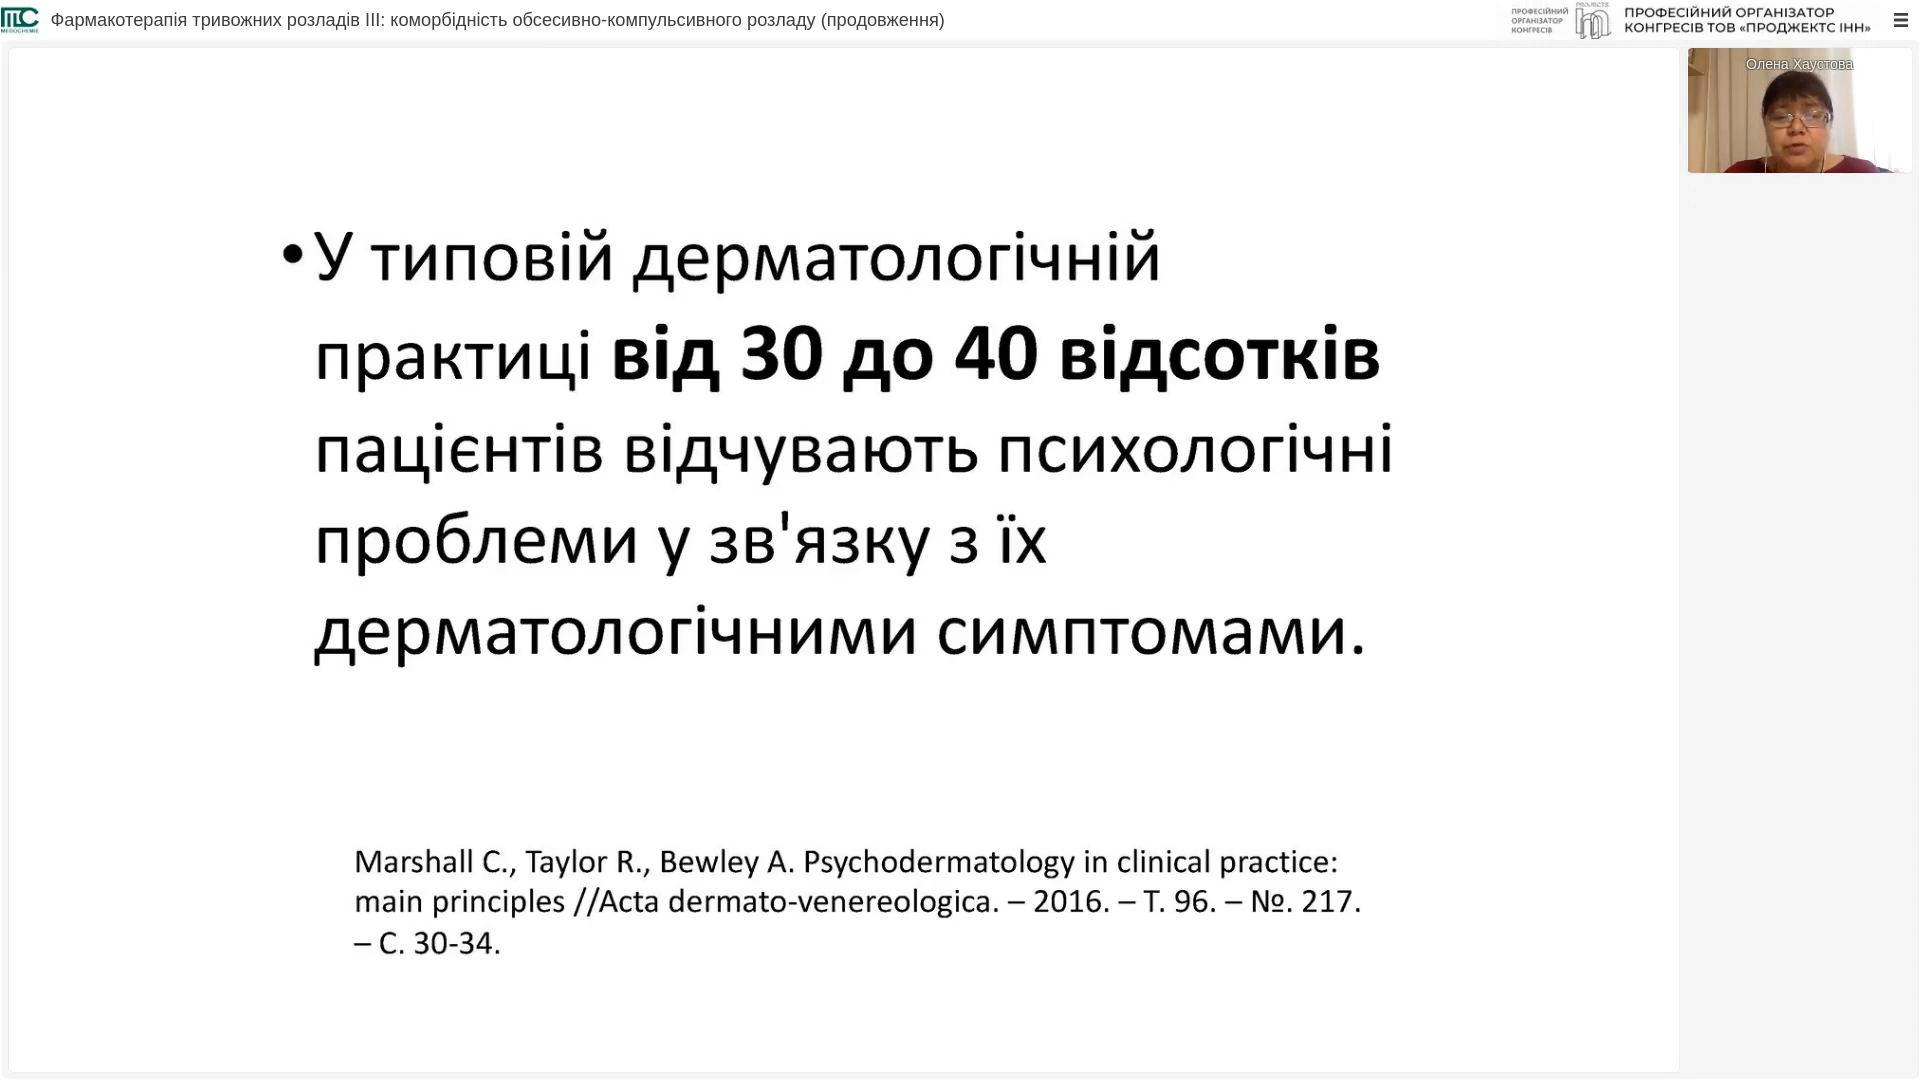 MEDOCHEMIE
Фармакотерапія тривожних розладів III: коморбідність обсесивно-компульсивного розладу (продовження)
ПРОФЕСІЙНИЙ
ОРГАНІЗАТОР
КОНГРЕСІВ
PROJECTS
ПРОФЕСІЙНИЙ ОРГАНІЗАТОР
КОНГРЕСІВ ТОВ «ПРОДЖЕКТС ІНН»
Олена Хаустова
• У типовій дерматологічній
практиці від 30 до 40 відсотків
пацієнтів відчувають психологічні
проблеми у зв'язку з їх
дерматологічними симптомами.
Marshall C., Taylor R., Bewley A. Psychodermatology in clinical practice:
main principles //Acta dermato-venereologica. – 2016. – Т. 96. – №. 217.
– С. 30-34.